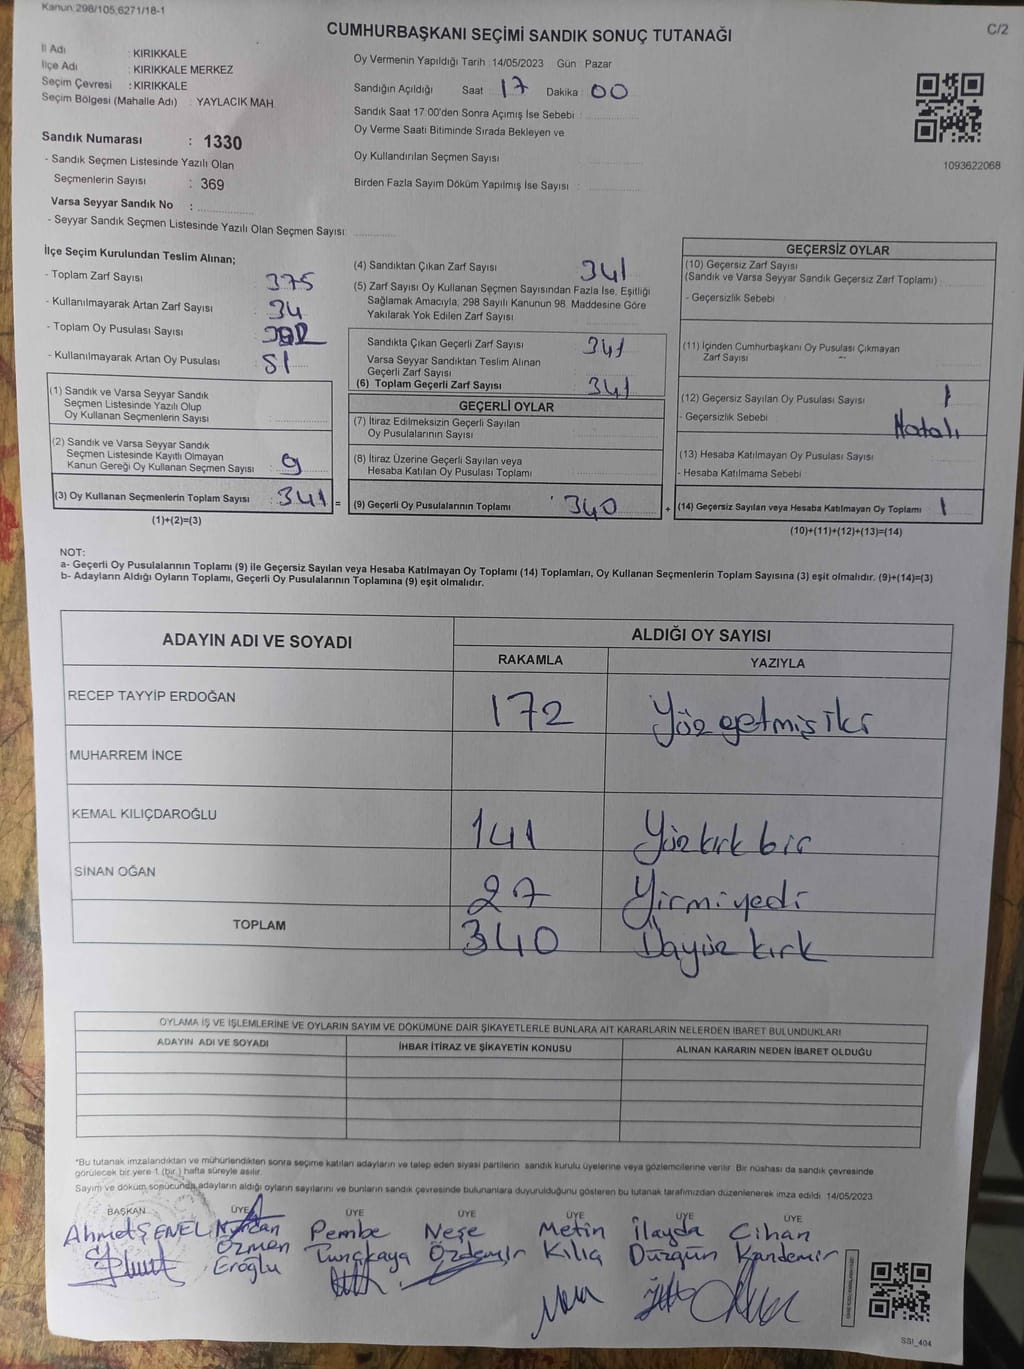 Kanun:298/105,6271/18-1
C/2
CUMHURBAŞKANI SEÇİMİ SANDIK SONUÇ TUTANAĞI
İl Adı : KIRIKKALE
İlçe Adı : KIRIKKALE MERKEZ
Seçim Çevresi : KIRIKKALE
Seçim Bölgesi (Mahalle Adı) : YAYLACIK MAH.
Sandık Numarası : 1330
- Sandık Seçmen Listesinde Yazılı Olan
Seçmenlerin Sayısı : 369
Varsa Seyyar Sandık No :
- Seyyar Sandık Seçmen Listesinde Yazılı Olan Seçmen Sayısı
Oy Vermenin Yapıldığı Tarih : 14/05/2023 Gün Pazar
Sandığın Açıldığı Saat 17 Dakika 00
Sandık Saat 17:00'den Sonra Açımış İse Sebebi :
Oy Verme Saati Bitiminde Sırada Bekleyen ve
Oy Kullandırılan Seçmen Sayısı
Birden Fazla Sayım Döküm Yapılmış İse Sayısı :
1093622068
İlçe Seçim Kurulundan Teslim Alınan;
- Toplam Zarf Sayısı 375
- Kullanılmayarak Artan Zarf Sayısı 34
- Toplam Oy Pusulası Sayısı
- Kullanılmayarak Artan Oy Pusulası 51
(1) Sandık ve Varsa Seyyar Sandık
Seçmen Listesinde Yazılı Olup
Oy Kullanan Seçmenlerin Sayısı
(2) Sandık ve Varsa Seyyar Sandık
Seçmen Listesinde Kayıtlı Olmayan
Kanun Gereği Oy Kullanan Seçmen Sayısı
(3) Oy Kullanan Seçmenlerin Toplam Sayısı : 341 =
(1)+(2)=(3)
(4) Sandıktan Çıkan Zarf Sayısı 341
(5) Zarf Sayısı Oy Kullanan Seçmen Sayısından Fazla İse, Eşitliği
Sağlamak Amacıyla; 298 Sayılı Kanunun 98. Maddesine Göre
Yakılarak Yok Edilen Zarf Sayısı
Sandıkta Çıkan Geçerli Zarf Sayısı 341
Varsa Seyyar Sandıktan Teslim Alınan
Geçerli Zarf Sayısı
(6) Toplam Geçerli Zarf Sayısı 341
GEÇERLİ OYLAR
(7) İtiraz Edilmeksizin Geçerli Sayılan
Oy Pusulalarının Sayısı
(8) İtiraz Üzerine Geçerli Sayılan veya
Hesaba Katılan Oy Pusulası Toplamı
(9) Geçerli Oy Pusulalarının Toplamı 340 +
GEÇERSİZ OYLAR
(10) Geçersiz Zarf Sayısı
(Sandık ve Varsa Seyyar Sandık Geçersiz Zarf Toplamı) :
- Geçersizlik Sebebi :
(11) İçinden Cumhurbaşkanı Oy Pusulası Çıkmayan
Zarf Sayısı
(12) Geçersiz Sayılan Oy Pusulası Sayısı 1
- Geçersizlik Sebebi : Hatalı
(13) Hesaba Katılmayan Oy Pusulası Sayısı
- Hesaba Katılmama Sebebi :
(14) Geçersiz Sayılan veya Hesaba Katılmayan Oy Toplamı 1
(10)+(11)+(12)+(13)=(14)
NOT:
a- Geçerli Oy Pusulalarının Toplamı (9) ile Geçersiz Sayılan veya Hesaba Katılmayan Oy Toplamı (14) Toplamları, Oy Kullanan Seçmenlerin Toplam Sayısına (3) eşit olmalıdır. (9)+(14)=(3)
b- Adayların Aldığı Oyların Toplamı, Geçerli Oy Pusulalarının Toplamına (9) eşit olmalıdır.
ADAYIN ADI VE SOYADI
ALDIĞI OY SAYISI
RAKAMLA YAZIYLA
RECEP TAYYİP ERDOĞAN 172 Yüz yetmiş iki
MUHARREM İNCE
KEMAL KILIÇDAROĞLU 141 Yüz kırk bir
SİNAN OĞAN 27 Yirmi yedi
TOPLAM 340 Üçyüz kırk
OYLAMA İŞ VE İŞLEMLERİNE VE OYLARIN SAYIM VE DÖKÜMÜNE DAİR ŞİKAYETLERLE BUNLARA AİT KARARLARIN NELERDEN İBARET BULUNDUKLARI
ADAYIN ADI VE SOYADI İHBAR İTİRAZ VE ŞİKAYETİN KONUSU ALINAN KARARIN NEDEN İBARET OLDUĞU
*Bu tutanak imzalandıktan ve mühürlendikten sonra seçime katılan adayların ve talep eden siyasi partilerin sandık kurulu üyelerine veya gözlemcilerine verilir. Bir nüshası da sandık çevresinde
görülecek bir yere 1 (bir) hafta süreyle asılır.
Sayım ve döküm sonucunda adayların aldığı oyların sayılarını ve bunların sandık çevresinde bulunanlara duyurulduğunu gösteren bu tutanak tarafımızdan düzenlenerek imza edildi 14/05/2023
BAŞKAN ÜYE ÜYE ÜYE ÜYE ÜYE ÜYE
Ahmet ŞENEL Nurcan Pembe Neşe Metin İlayda Cihan
Özmen Tunçkaya Özdemir Kılıç Durgun Kandemir
Eroğlu
SSI_404